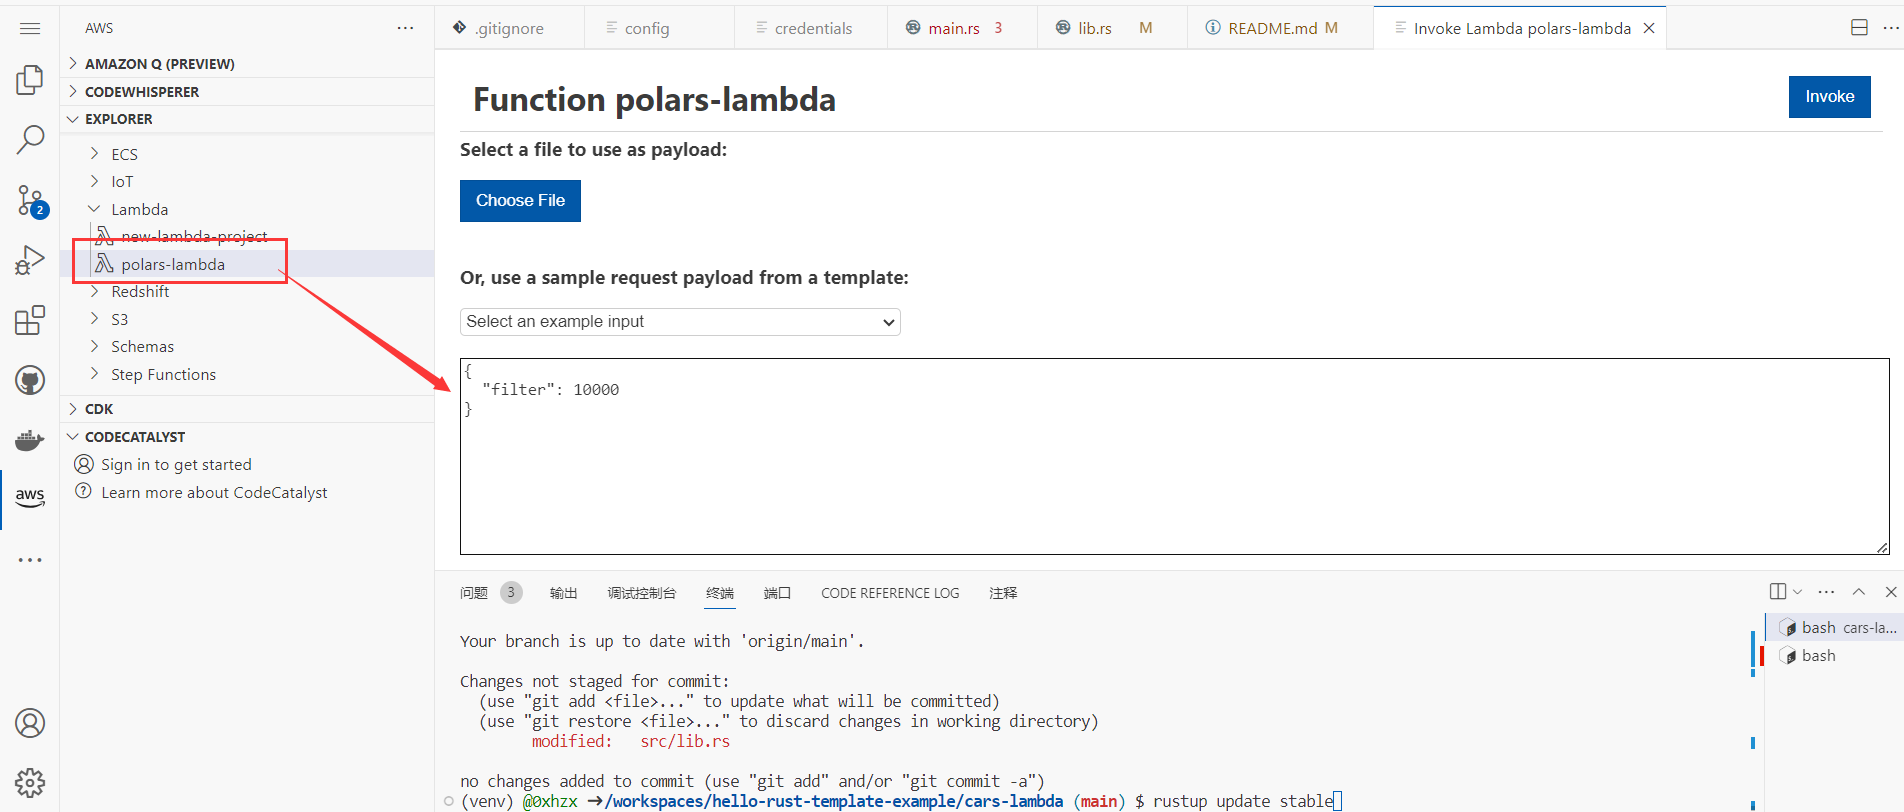 AWS
.gitignore
config
credentials
main.rs 3
lib.rs M
README.md M
Invoke Lambda polars-lambda
AMAZON Q (PREVIEW)
CODEWHISPERER
EXPLORER
ECS
IoT
Lambda
new-lambda-project
polars-lambda
Redshift
S3
Schemas
Step Functions
CDK
CODECATALYST
Sign in to get started
Learn more about CodeCatalyst
2
aws
Function polars-lambda
Invoke
Select a file to use as payload:
Choose File
Or, use a sample request payload from a template:
Select an example input
{
"filter": 10000
}
问题 3 输出 调试控制台 终端 端口 CODE REFERENCE LOG 注释
Your branch is up to date with 'origin/main'.
Changes not staged for commit:
(use "git add <file>..." to update what will be committed)
(use "git restore <file>..." to discard changes in working directory)
modified: src/lib.rs
no changes added to commit (use "git add" and/or "git commit -a")
(venv) @0xhzx →/workspaces/hello-rust-template-example/cars-lambda (main) $ rustup update stable
bash cars-la...
bash